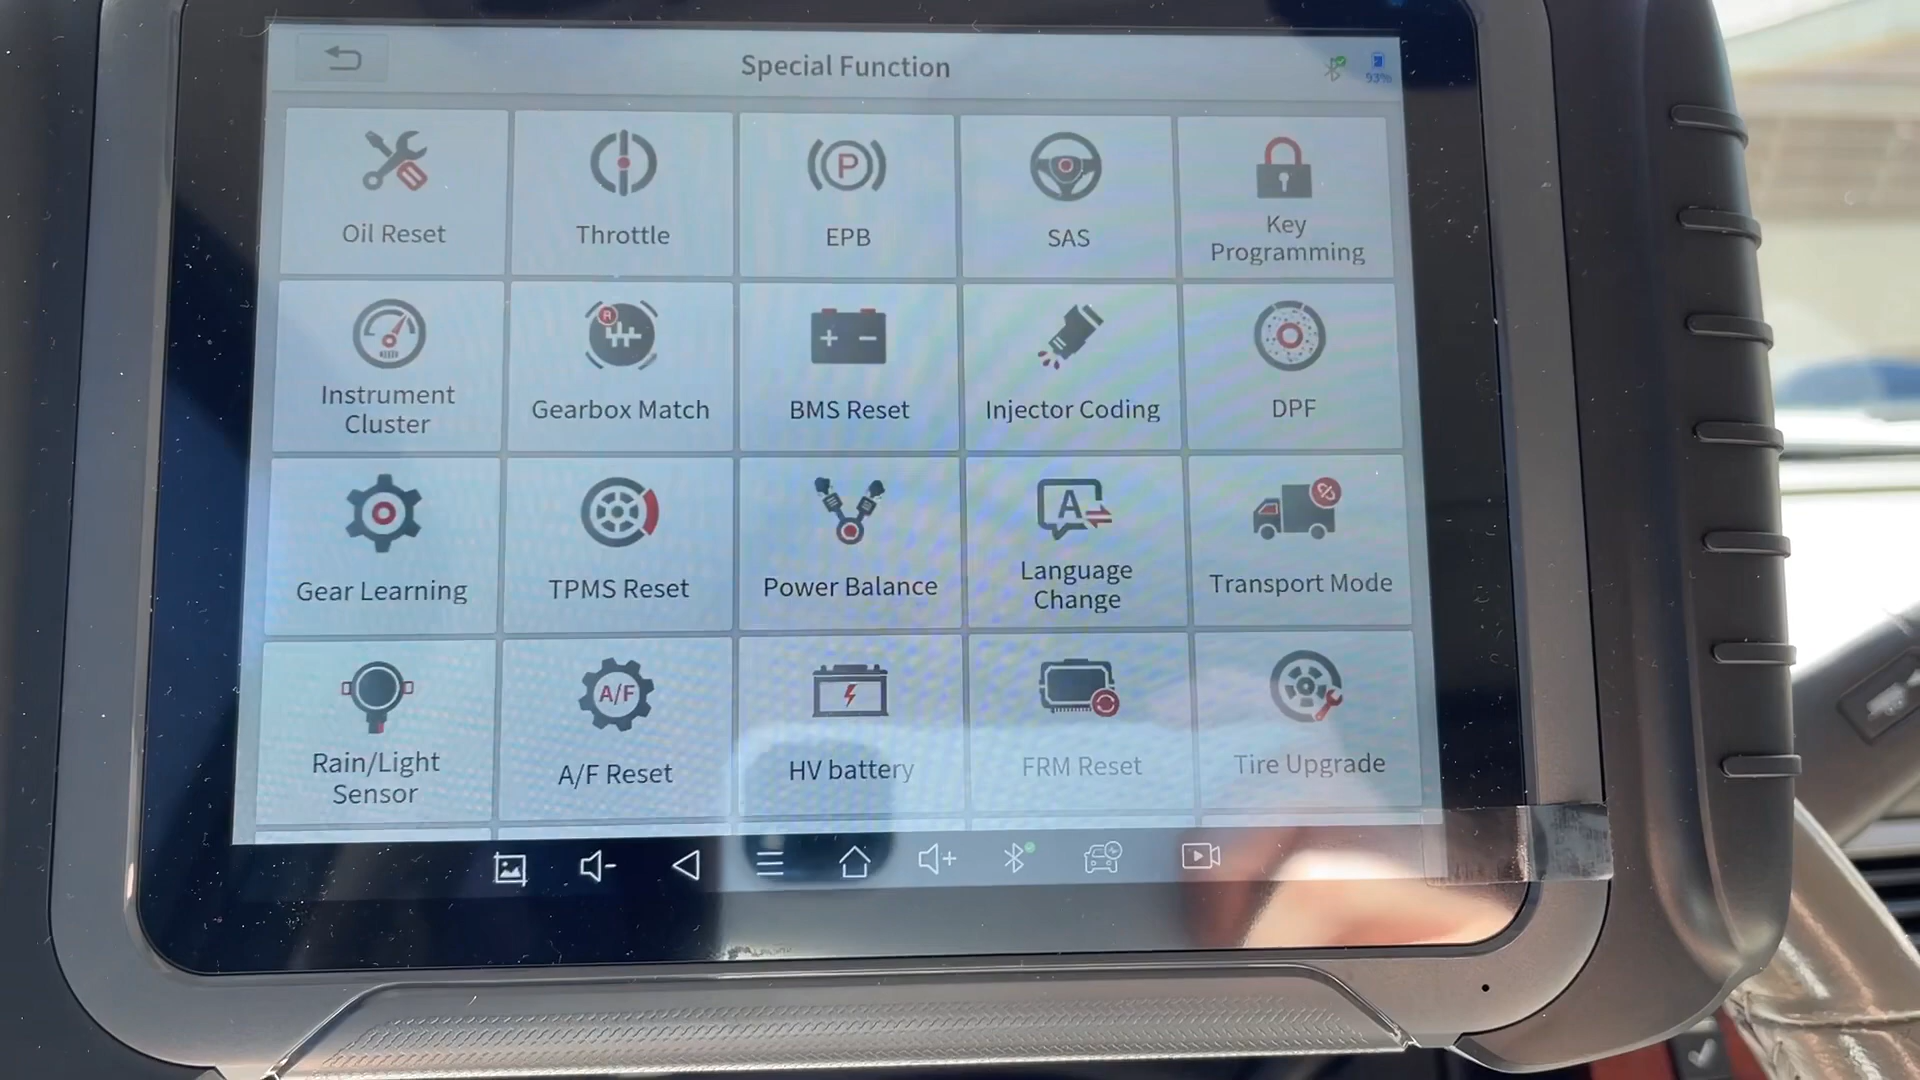 Special Function
93%
Oil Reset
Throttle
EPB
SAS
Key
Programming
Instrument
Cluster
Gearbox Match
BMS Reset
Injector Coding
DPF
Gear Learning
TPMS Reset
Power Balance
Language
Change
Transport Mode
Rain/Light
Sensor
A/F
A/F Reset
HV battery
FRM Reset
Tire Upgrade